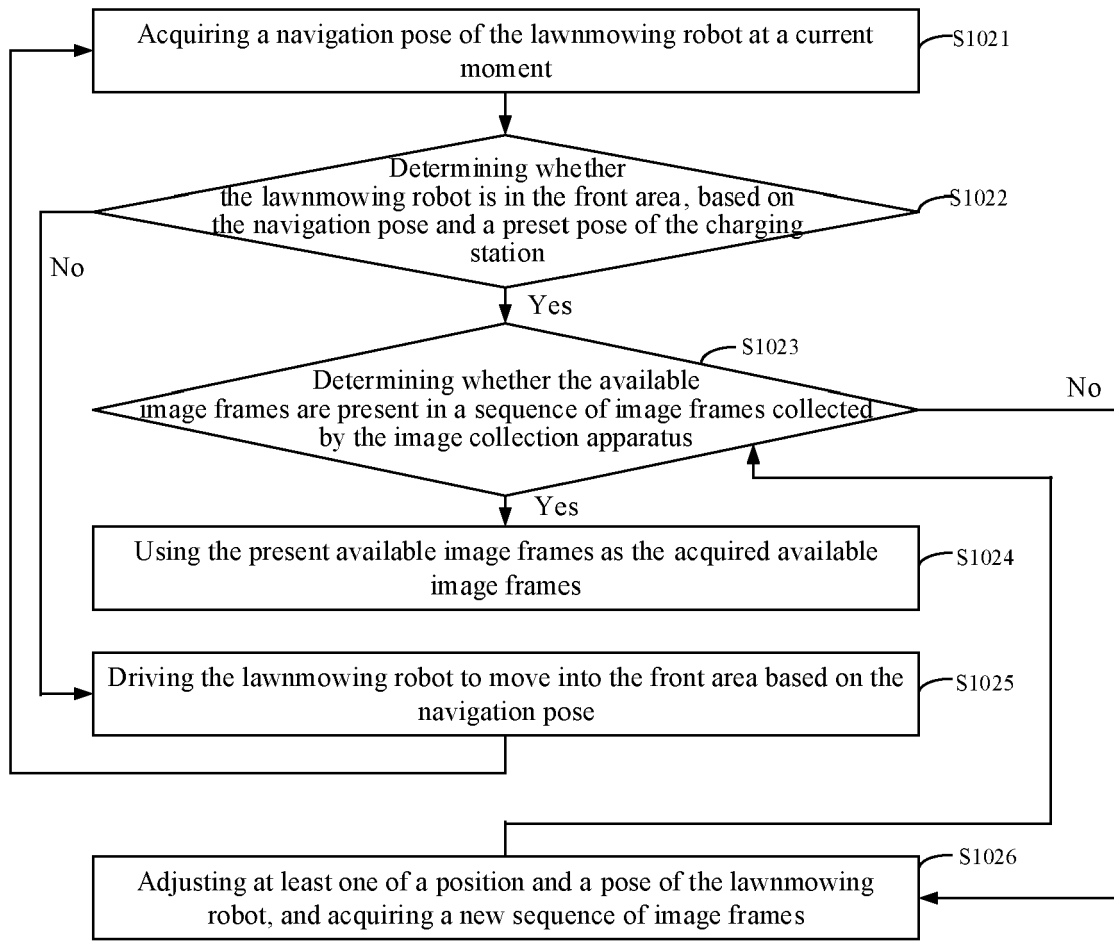 Acquiring a navigation pose of the lawnmowing robot at a current
moment
S1021
Determining whether
the lawnmowing robot is in the front area, based on
the navigation pose and a preset pose of the charging
station
S1022
No
Yes
S1023
Determining whether the available
image frames are present in a sequence of image frames collected
by the image collection apparatus
No
Yes
Using the present available image frames as the acquired available
image frames
S1024
Driving the lawnmowing robot to move into the front area based on the
navigation pose
S1025
Adjusting at least one of a position and a pose of the lawnmowing
robot, and acquiring a new sequence of image frames
S1026